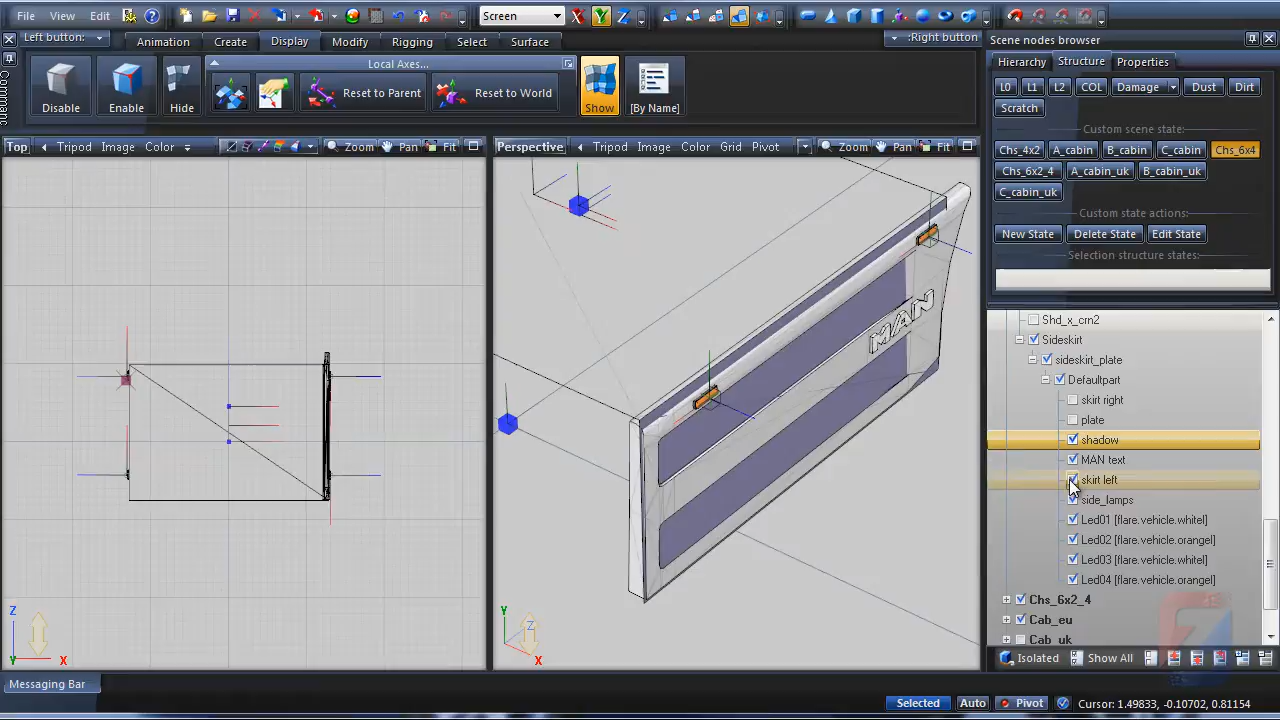 File View Screen X Y Z
Left button: :Right button
Animation Create Display Modify Rigging Select Surface
Local Axes...
Disable Enable Hide Reset to Parent Reset to World Show [By Name]
Top Tripod Image Color Zoom Pan Fit
Perspective Tripod Image Color Grid Pivot Zoom Pan Fit
MAN
Z
Y X
Y
Z
X
Scene nodes browser
Hierarchy Structure Properties
L0 L1 L2 COL Damage Dust Dirt
Scratch
Custom scene state:
Chs_4x2 A_cabin B_cabin C_cabin Chs_6x4
Chs_6x2_4 A_cabin_uk B_cabin_uk
C_cabin_uk
Custom state actions:
New State Delete State Edit State
Selection structure states:
Shd_x_crn2
Sideskirt
sideskirt_plate
Defaultpart
skirt right
plate
shadow
MAN text
skirt left
side_lamps
Led01 [flare.vehicle.whitel]
Led02 [flare.vehicle.orangel]
Led03 [flare.vehicle.whitel]
Led04 [flare.vehicle.orangel]
Chs_6x2_4
Cab_eu
Cab_uk
Isolated Show All
Messaging Bar
Selected Auto Pivot Cursor: 1.49833, -0.10702, 0.81154